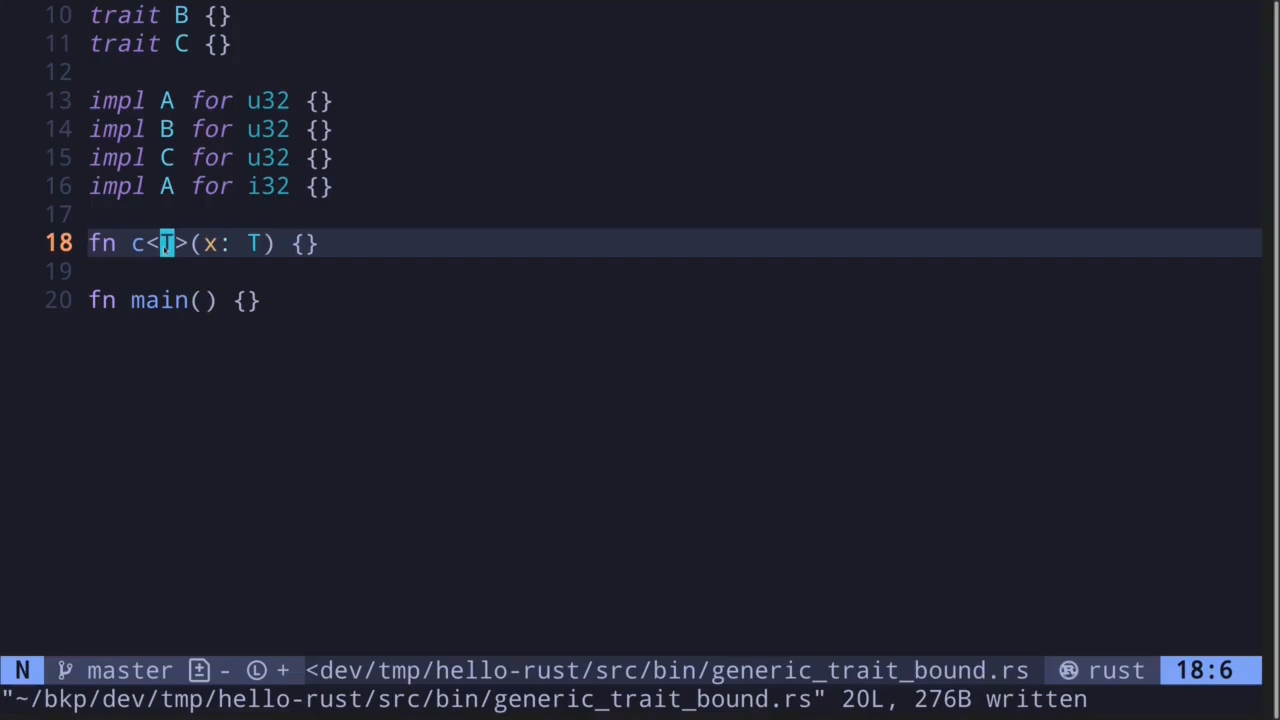 10 trait B {}
11 trait C {}
12
13 impl A for u32 {}
14 impl B for u32 {}
15 impl C for u32 {}
16 impl A for i32 {}
17
18 fn c<T>(x: T) {}
19
20 fn main() {}
N master - Ⓛ + <dev/tmp/hello-rust/src/bin/generic_trait_bound.rs rust 18:6
"~/bkp/dev/tmp/hello-rust/src/bin/generic_trait_bound.rs" 20L, 276B written